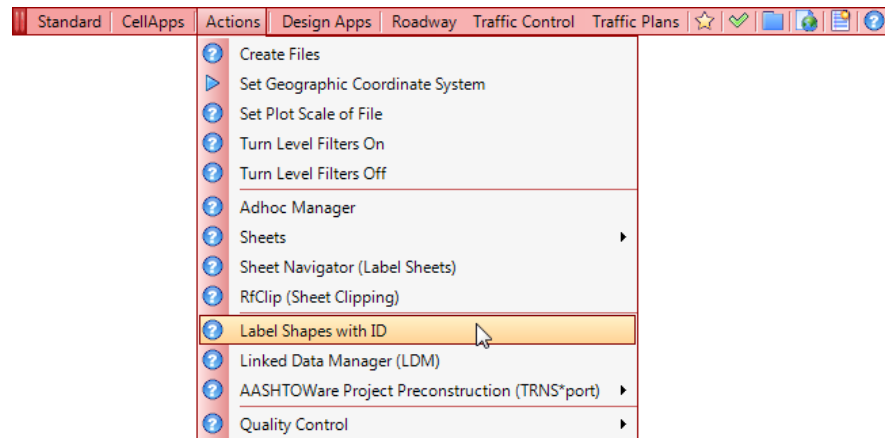 Standard CellApps Actions Design Apps Roadway Traffic Control Traffic Plans
Create Files
Set Geographic Coordinate System
Set Plot Scale of File
Turn Level Filters On
Turn Level Filters Off
Adhoc Manager
Sheets
Sheet Navigator (Label Sheets)
RfClip (Sheet Clipping)
Label Shapes with ID
Linked Data Manager (LDM)
AASHTOWare Project Preconstruction (TRNS*port)
Quality Control